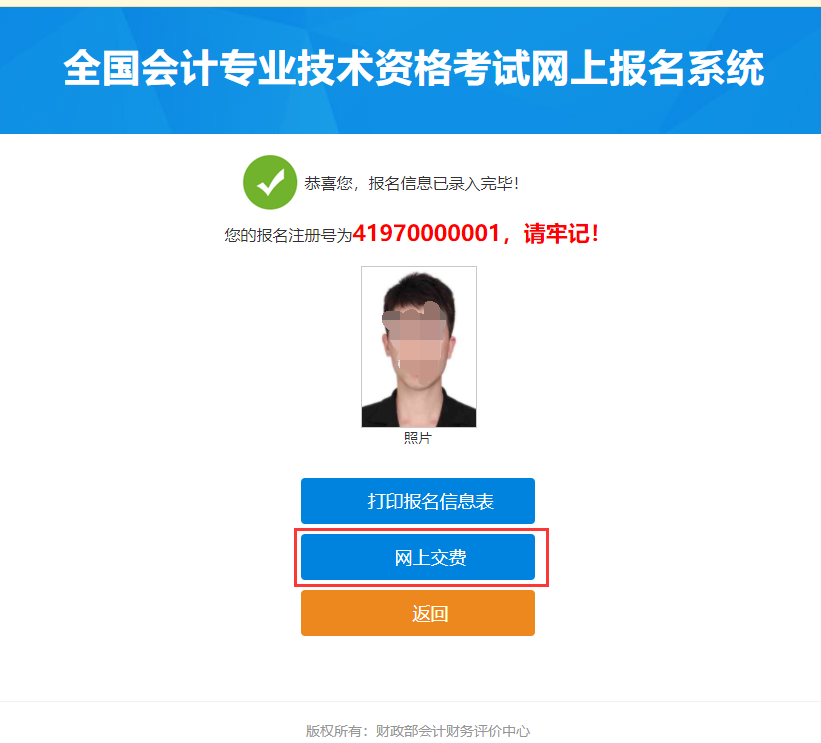 全国会计专业技术资格考试网上报名系统
恭喜您，报名信息已录入完毕！
您的报名注册号为41970000001，请牢记！
照片
打印报名信息表
网上交费
返回
版权所有：财政部会计财务评价中心